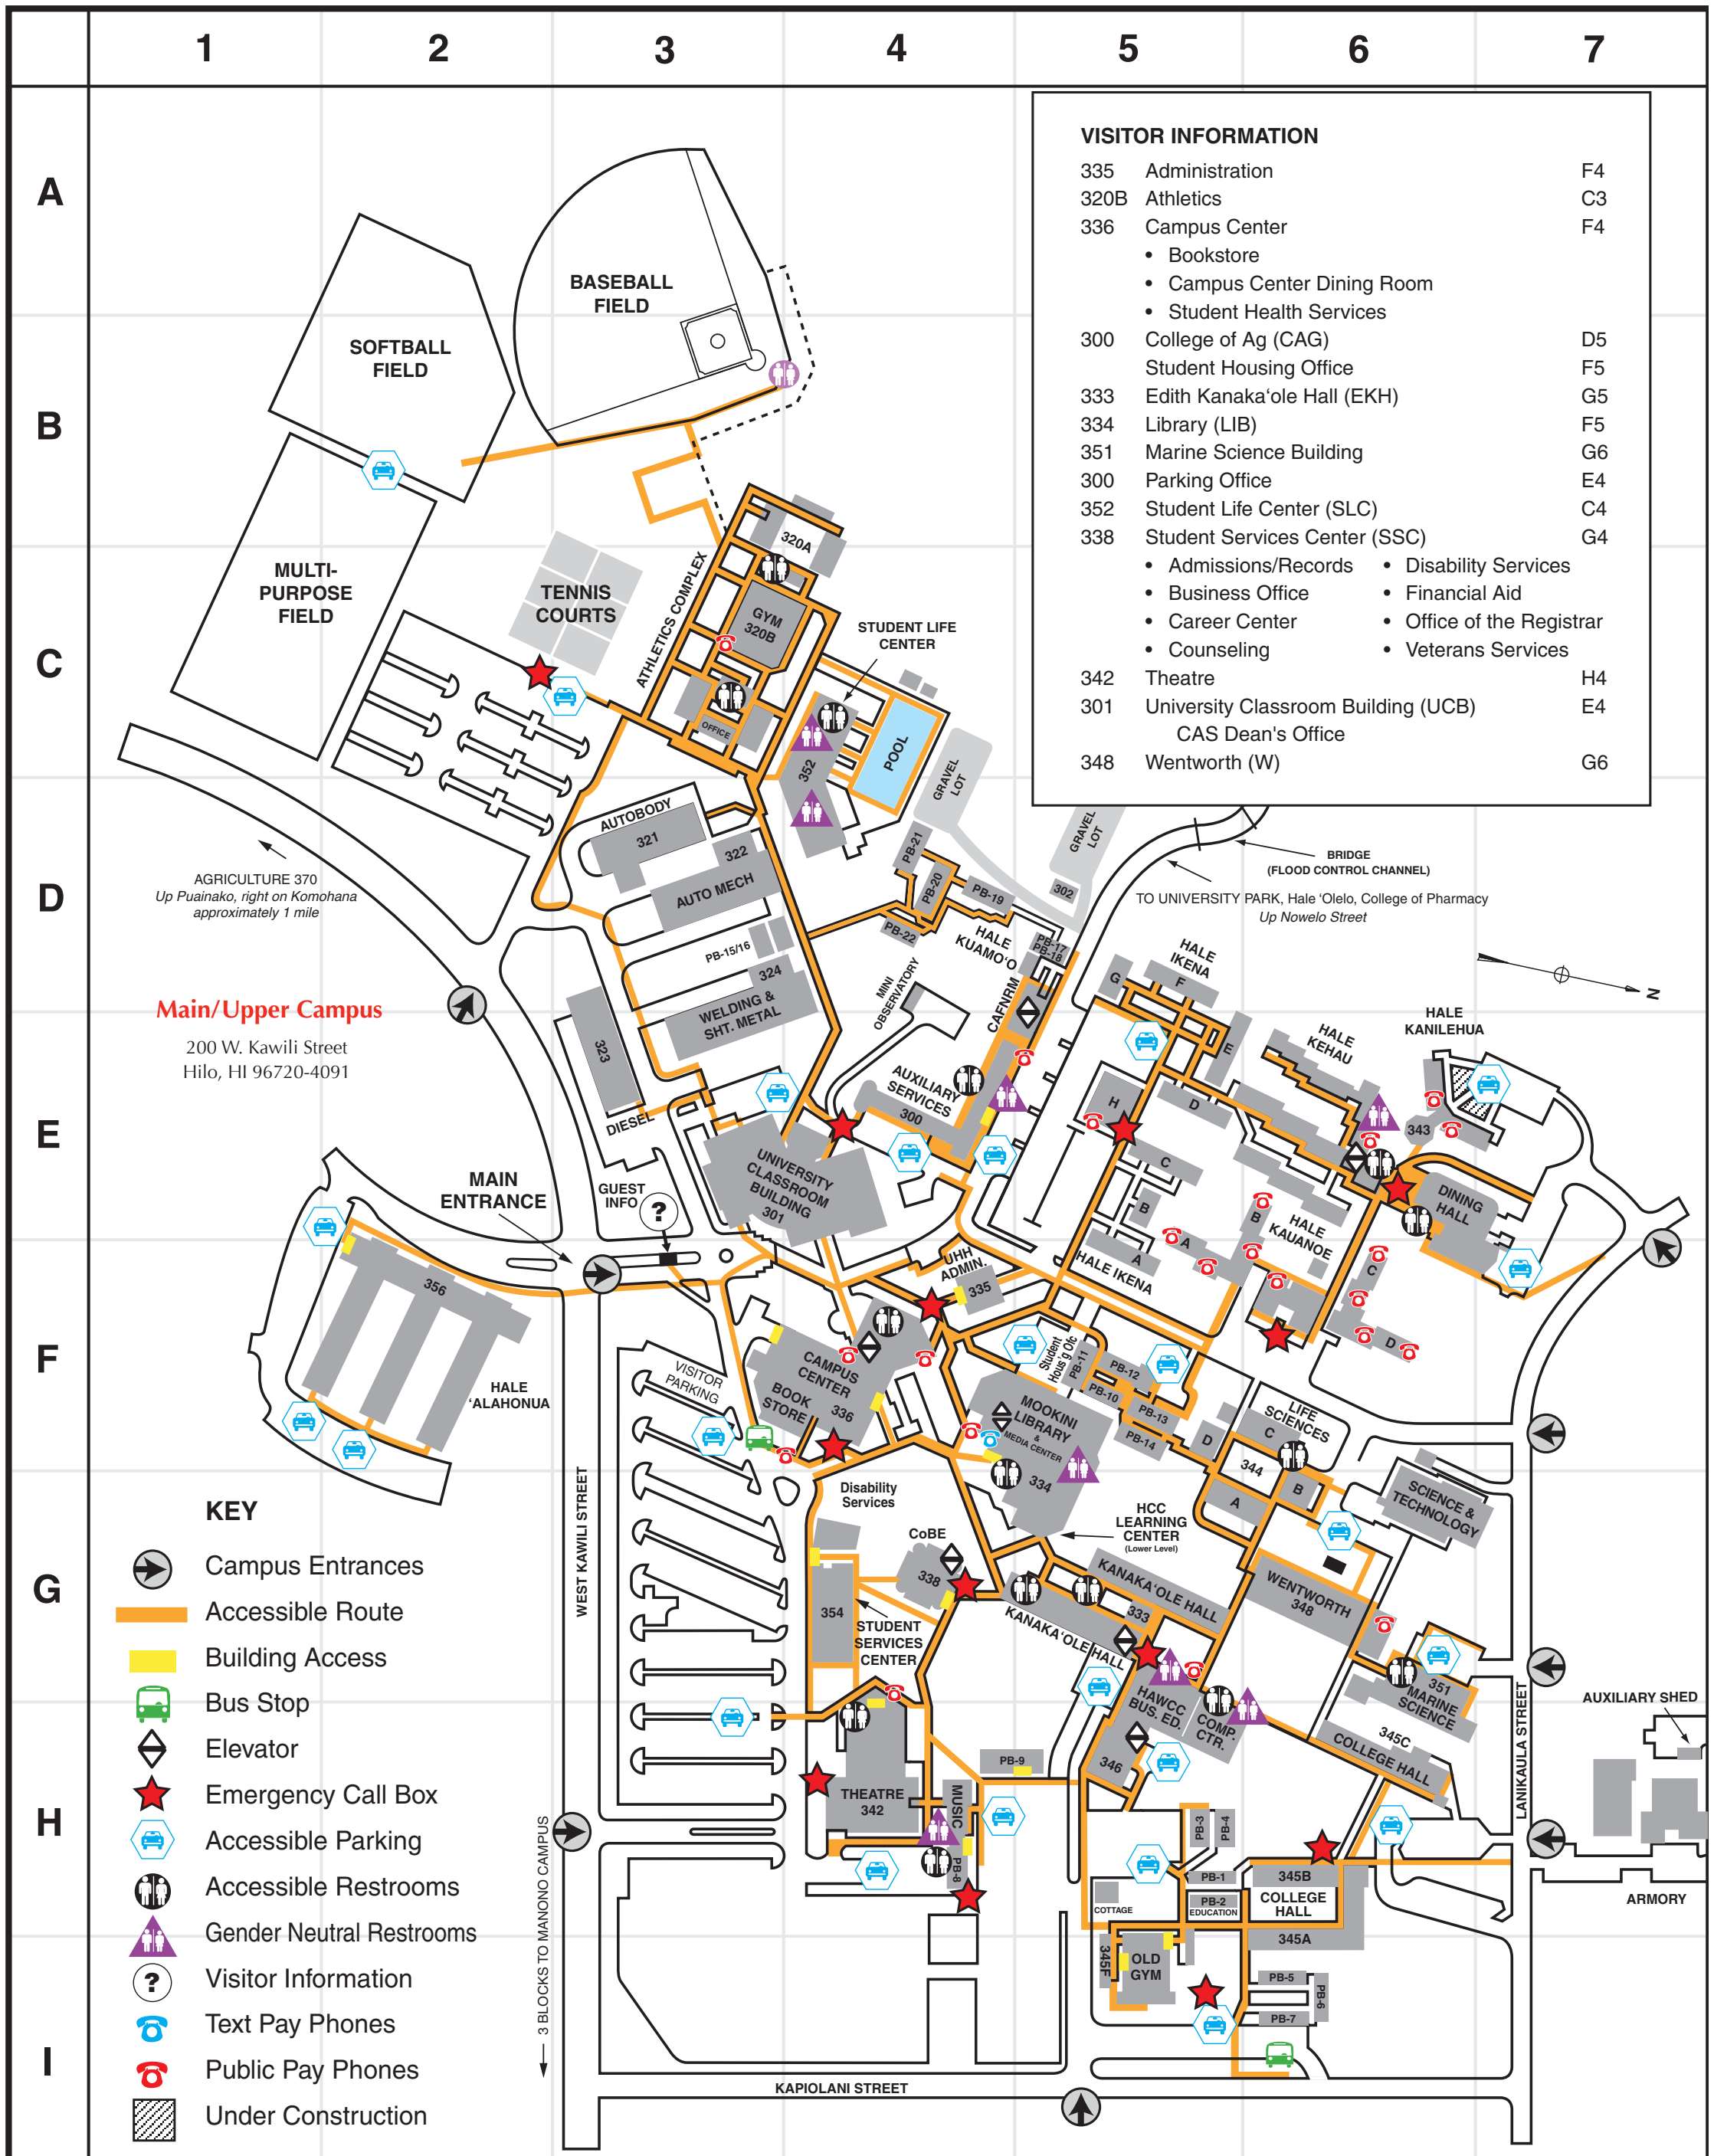 1 2 3 4 5 6 7
A
B
C
D
E
F
G
H
I
VISITOR INFORMATION
335 Administration F4
320B Athletics C3
336 Campus Center F4
• Bookstore
• Campus Center Dining Room
• Student Health Services
300 College of Ag (CAG) D5
Student Housing Office F5
333 Edith Kanaka‘ole Hall (EKH) G5
334 Library (LIB) F5
351 Marine Science Building G6
300 Parking Office E4
352 Student Life Center (SLC) C4
338 Student Services Center (SSC) G4
• Admissions/Records • Disability Services
• Business Office • Financial Aid
• Career Center • Office of the Registrar
• Counseling • Veterans Services
342 Theatre H4
301 University Classroom Building (UCB) E4
CAS Dean's Office
348 Wentworth (W) G6
BASEBALL
FIELD
SOFTBALL
FIELD
MULTI-
PURPOSE
FIELD
TENNIS
COURTS
ATHLETICS COMPLEX
320A
GYM
320B
OFFICE
STUDENT LIFE
CENTER
352
POOL
GRAVEL
LOT
GRAVEL
LOT
302
BRIDGE
(FLOOD CONTROL CHANNEL)
TO UNIVERSITY PARK, Hale ‘Olelo, College of Pharmacy
Up Nowelo Street
N
AGRICULTURE 370
Up Puainako, right on Komohana
approximately 1 mile
AUTOBODY
321
322
AUTO MECH
PB-15/16
324
WELDING &
SHT. METAL
323
DIESEL
PB-21
PB-20
PB-19
PB-22
HALE
KUAMO‘O
PB-17
PB-18
MINI
OBSERVATORY
CAFNRM
AUXILIARY
SERVICES
300
Main/Upper Campus
200 W. Kawili Street
Hilo, HI 96720-4091
HALE
IKENA
G
F
E
H
D
C
B
A
HALE IKENA
HALE
KEHAU
HALE
KANILEHUA
343
DINING
HALL
HALE
KAUANOE
A
B
C
D
MAIN
ENTRANCE
GUEST
INFO
?
UNIVERSITY
CLASSROOM
BUILDING
301
UHH
ADMIN.
335
356
HALE
‘ALAHONUA
VISITOR
PARKING
CAMPUS
CENTER
BOOK
STORE
336
Student
Hous'g Ofc
PB-11
PB-12
PB-10
PB-13
PB-14
MOOKINI
LIBRARY
&
MEDIA CENTER
334
LIFE
SCIENCES
D
C
344
A
B
SCIENCE &
TECHNOLOGY
Disability
Services
CoBE
338
HCC
LEARNING
CENTER
(Lower Level)
354
STUDENT
SERVICES
CENTER
KANAKA‘OLE HALL
333
KANAKA‘OLE HALL
WENTWORTH
348
351
MARINE
SCIENCE
HAWCC
BUS. ED.
COMP.
CTR.
346
345C
COLLEGE HALL
AUXILIARY SHED
LANIKAULA STREET
WEST KAWILI STREET
PB-9
THEATRE
342
MUSIC
PB-8
PB-3
PB-4
PB-1
PB-2
EDUCATION
COTTAGE
345B
COLLEGE
HALL
345A
ARMORY
345F
OLD
GYM
PB-5
PB-6
PB-7
KAPIOLANI STREET
3 BLOCKS TO MANONO CAMPUS
KEY
Campus Entrances
Accessible Route
Building Access
Bus Stop
Elevator
Emergency Call Box
Accessible Parking
Accessible Restrooms
Gender Neutral Restrooms
? Visitor Information
Text Pay Phones
Public Pay Phones
Under Construction